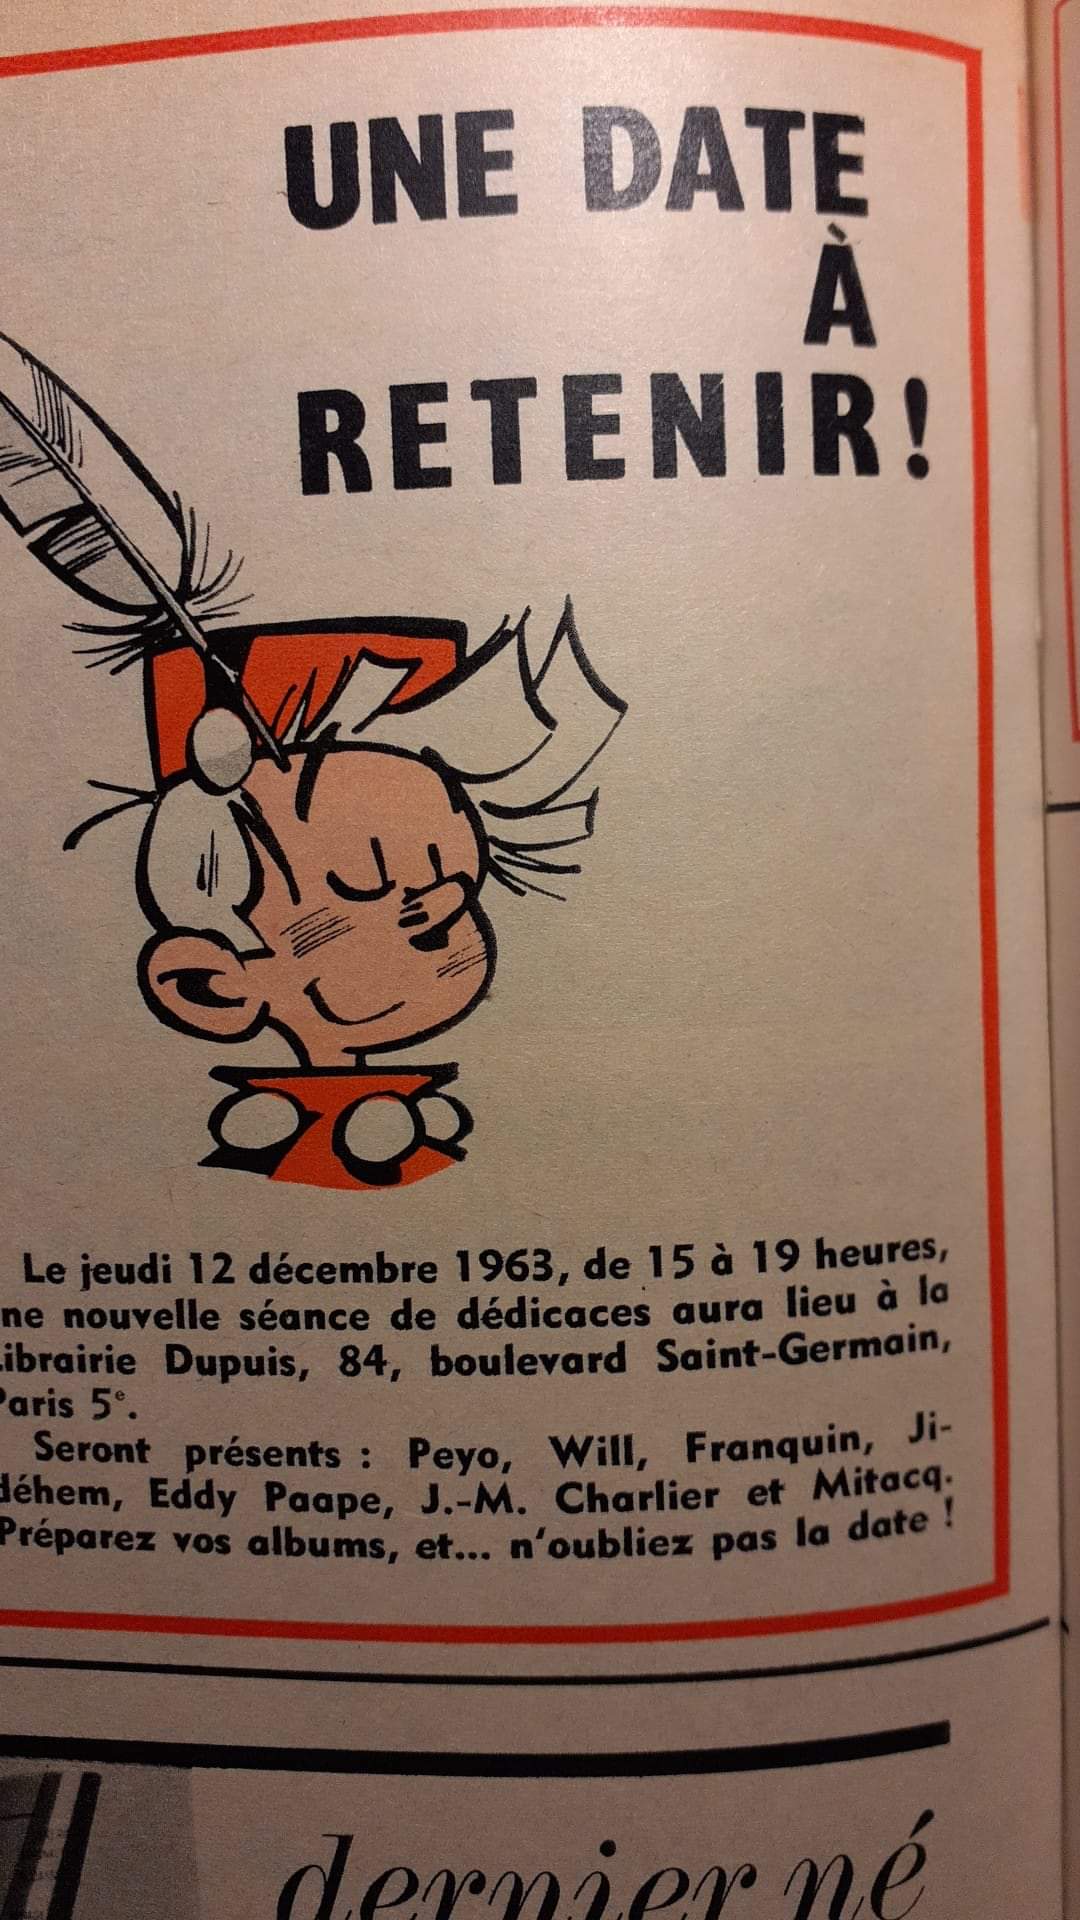 UNE DATE
À
RETENIR!
Le jeudi 12 décembre 1963, de 15 à 19 heures,
ne nouvelle séance de dédicaces aura lieu à la
ibrairie Dupuis, 84, boulevard Saint-Germain,
Paris 5e.
Seront présents : Peyo, Will, Franquin, Ji-
déhem, Eddy Paape, J.-M. Charlier et Mitacq.
Préparez vos albums, et... n'oubliez pas la date !
dernier né